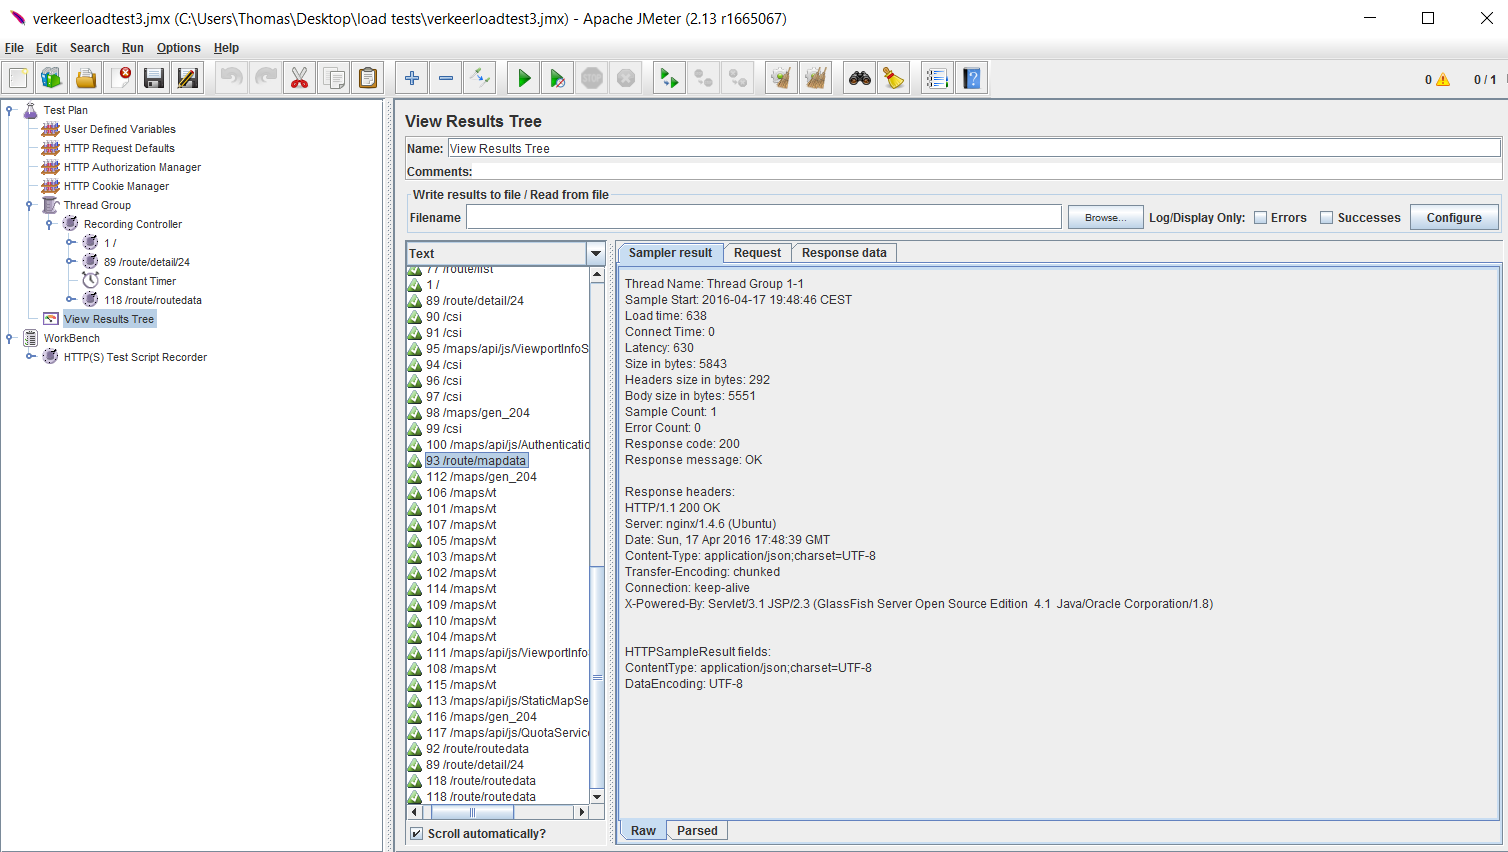 verkeerloadtest3.jmx (C:\Users\Thomas\Desktop\load tests\verkeerloadtest3.jmx) - Apache JMeter (2.13 r1665067)
File Edit Search Run Options Help
0 0 / 1
Test Plan
User Defined Variables
HTTP Request Defaults
HTTP Authorization Manager
HTTP Cookie Manager
Thread Group
Recording Controller
1 /
89 /route/detail/24
Constant Timer
118 /route/routedata
View Results Tree
WorkBench
HTTP(S) Test Script Recorder
View Results Tree
Name: View Results Tree
Comments:
Write results to file / Read from file
Filename Browse... Log/Display Only: Errors Successes Configure
Text
77 /route/list
1 /
89 /route/detail/24
90 /csi
91 /csi
95 /maps/api/js/ViewportInfoS
94 /csi
96 /csi
97 /csi
98 /maps/gen_204
99 /csi
100 /maps/api/js/Authenticatio
93 /route/mapdata
112 /maps/gen_204
106 /maps/vt
101 /maps/vt
107 /maps/vt
105 /maps/vt
103 /maps/vt
102 /maps/vt
114 /maps/vt
109 /maps/vt
110 /maps/vt
104 /maps/vt
111 /maps/api/js/ViewportInfo
108 /maps/vt
115 /maps/vt
113 /maps/api/js/StaticMapSe
116 /maps/gen_204
117 /maps/api/js/QuotaService
92 /route/routedata
89 /route/detail/24
118 /route/routedata
118 /route/routedata
Scroll automatically?
Sampler result Request Response data
Thread Name: Thread Group 1-1
Sample Start: 2016-04-17 19:48:46 CEST
Load time: 638
Connect Time: 0
Latency: 630
Size in bytes: 5843
Headers size in bytes: 292
Body size in bytes: 5551
Sample Count: 1
Error Count: 0
Response code: 200
Response message: OK
Response headers:
HTTP/1.1 200 OK
Server: nginx/1.4.6 (Ubuntu)
Date: Sun, 17 Apr 2016 17:48:39 GMT
Content-Type: application/json;charset=UTF-8
Transfer-Encoding: chunked
Connection: keep-alive
X-Powered-By: Servlet/3.1 JSP/2.3 (GlassFish Server Open Source Edition 4.1 Java/Oracle Corporation/1.8)
HTTPSampleResult fields:
ContentType: application/json;charset=UTF-8
DataEncoding: UTF-8
Raw Parsed